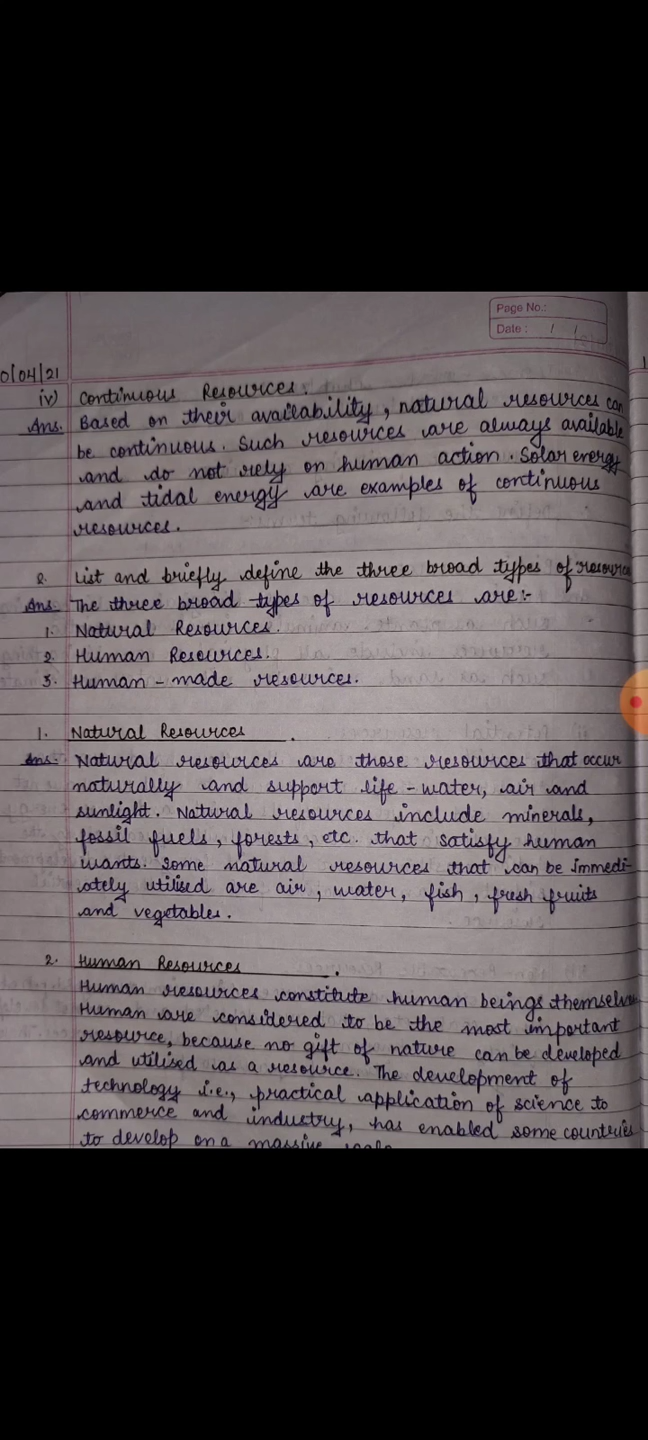 Page No.:
Date : / /
0/04/21
iv) Continuous Resources.
Ans. Based on their availability, natural resources can
be continuous. Such resources are always available
and do not rely on human action. Solar energy
and tidal energy are examples of continuous
resources.
Q. List and briefly define the three broad types of resource
Ans. The three broad types of resources are:-
1. Natural Resources.
2. Human Resources.
3. Human-made resources.
1. Natural Resources.
Ans:- Natural resources are those resources that occur
naturally and support life - water, air and
sunlight. Natural resources include minerals,
fossil fuels, forests, etc. that satisfy human
wants. Some natural resources that can be immedi-
ately utilised are air, water, fish, fresh fruits
and vegetables.
2. Human Resources.
Human resources constitute human beings themselves
Human are considered to be the most important
resource, because no gift of nature can be developed
and utilised as a resource. The development of
technology i.e., practical application of science to
commerce and industry, has enabled some countries
to develop on a massive scale